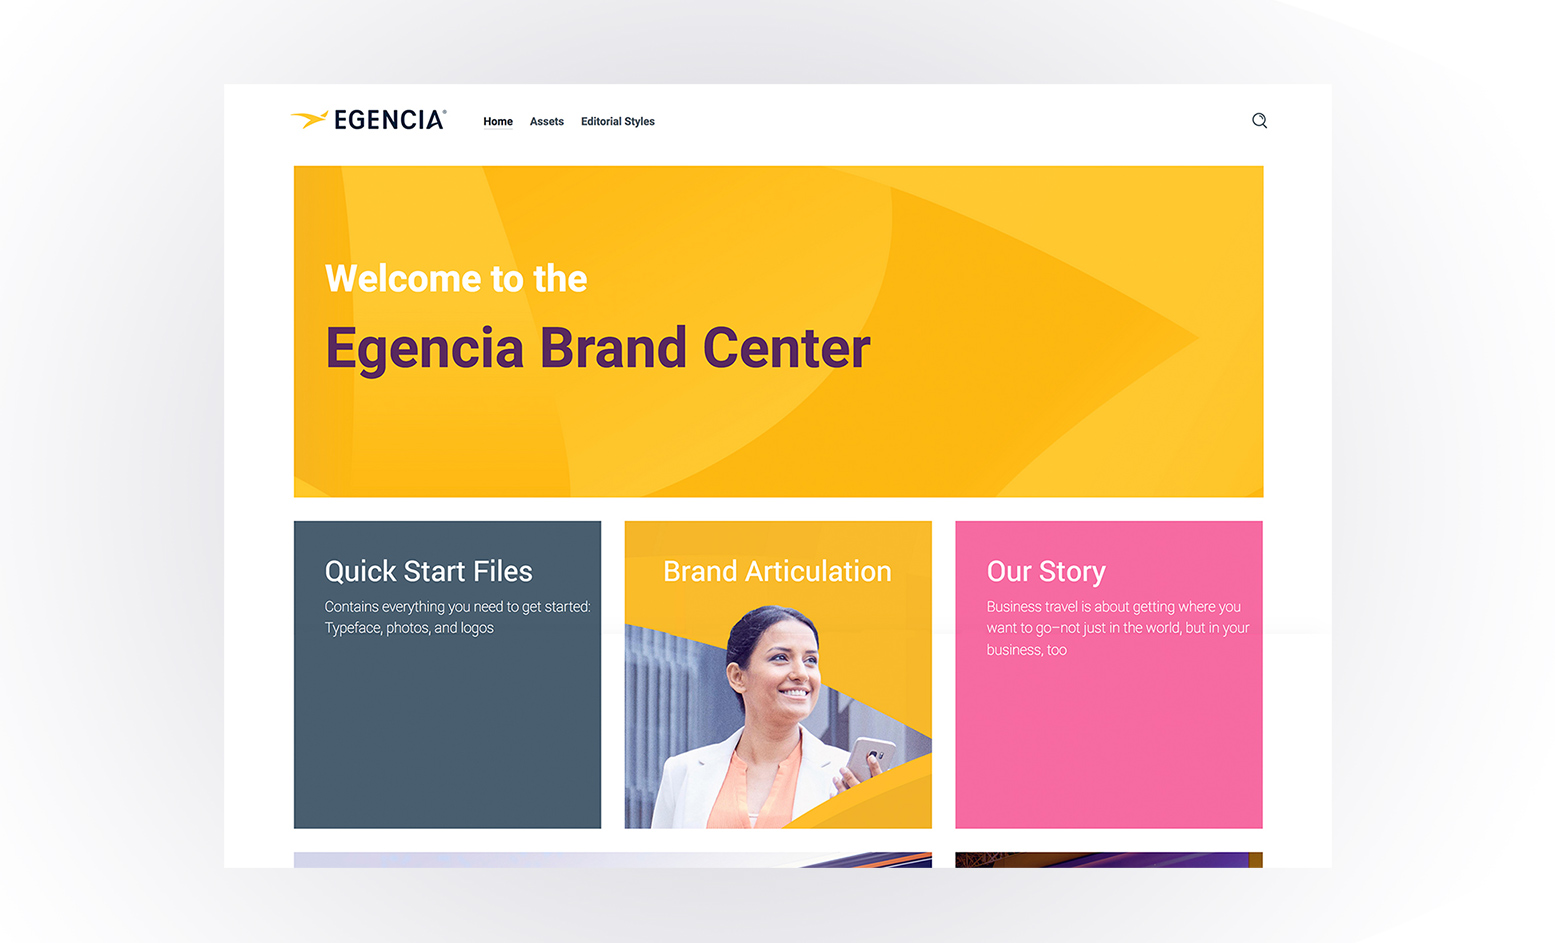 EGENCIA®
Home Assets Editorial Styles
Welcome to the
Egencia Brand Center
Quick Start Files
Contains everything you need to get started:
Typeface, photos, and logos
Brand Articulation
Our Story
Business travel is about getting where you
want to go–not just in the world, but in your
business, too